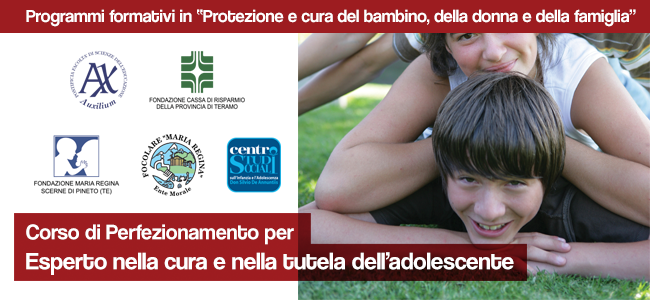 Programmi formativi in “Protezione e cura del bambino, della donna e della famiglia”
PONTIFICIA FACOLTÀ DI SCIENZE DELL'EDUCAZIONE
AX
Auxilium
FONDAZIONE CASSA DI RISPARMIO
DELLA PROVINCIA DI TERAMO
FONDAZIONE MARIA REGINA
SCERNE DI PINETO (TE)
FOCOLARE "MARIA REGINA"
Ente Morale
centro
STUDI
SOCIALI
sull'Infanzia e l'Adolescenza
Don Silvio De Annuntiis
Corso di Perfezionamento per
Esperto nella cura e nella tutela dell'adolescente